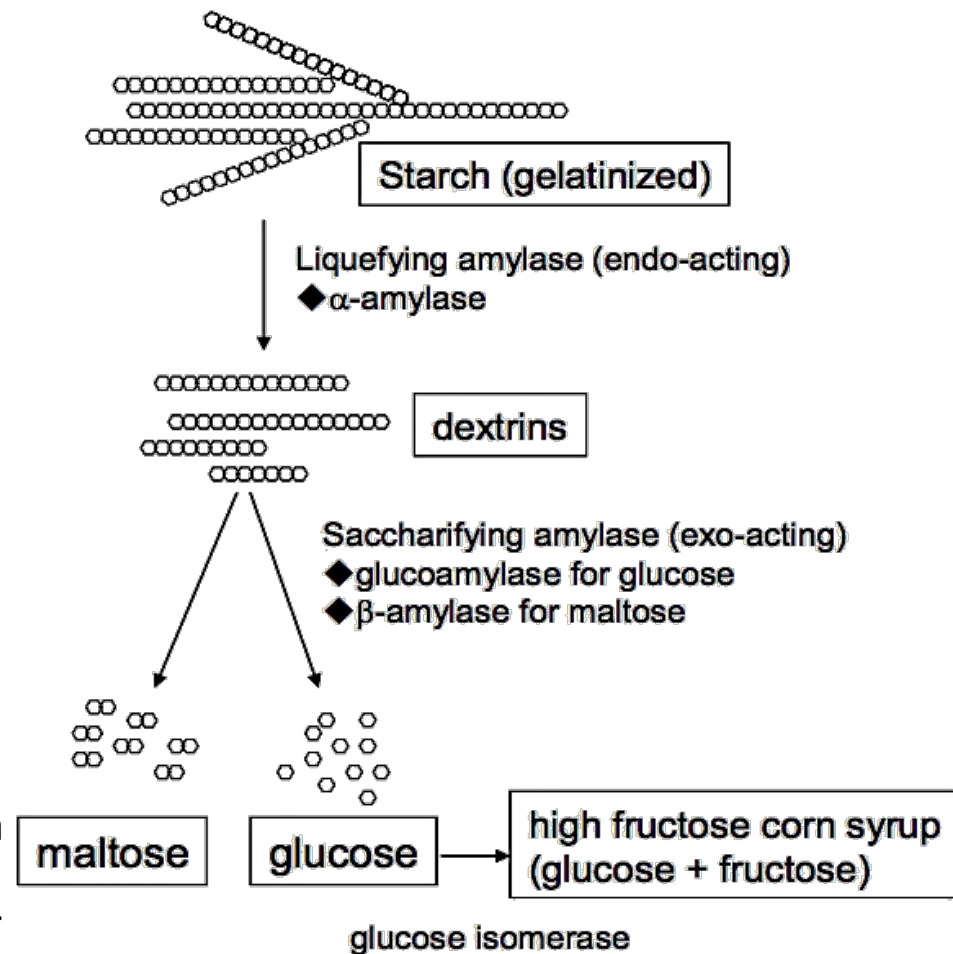 Starch (gelatinized)
Liquefying amylase (endo-acting)
◆α-amylase
dextrins
Saccharifying amylase (exo-acting)
◆glucoamylase for glucose
◆β-amylase for maltose
maltose
glucose
high fructose corn syrup
(glucose + fructose)
glucose isomerase